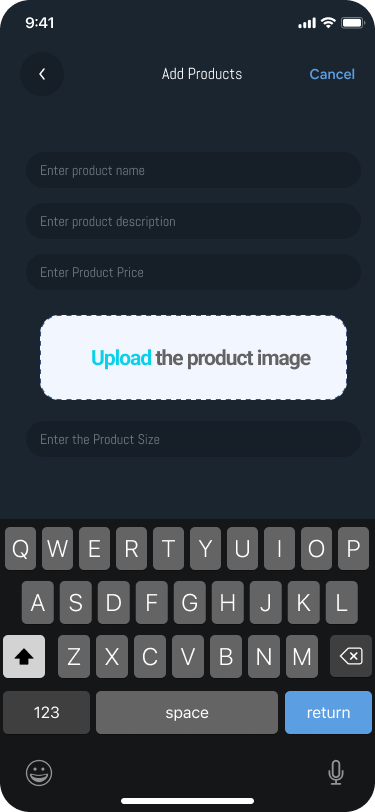 9:41
Add Products
Cancel
Enter product name
Enter product description
Enter Product Price
Upload the product image
Enter the Product Size
Q W E R T Y U I O P
A S D F G H J K L
Z X C V B N M
123 space return